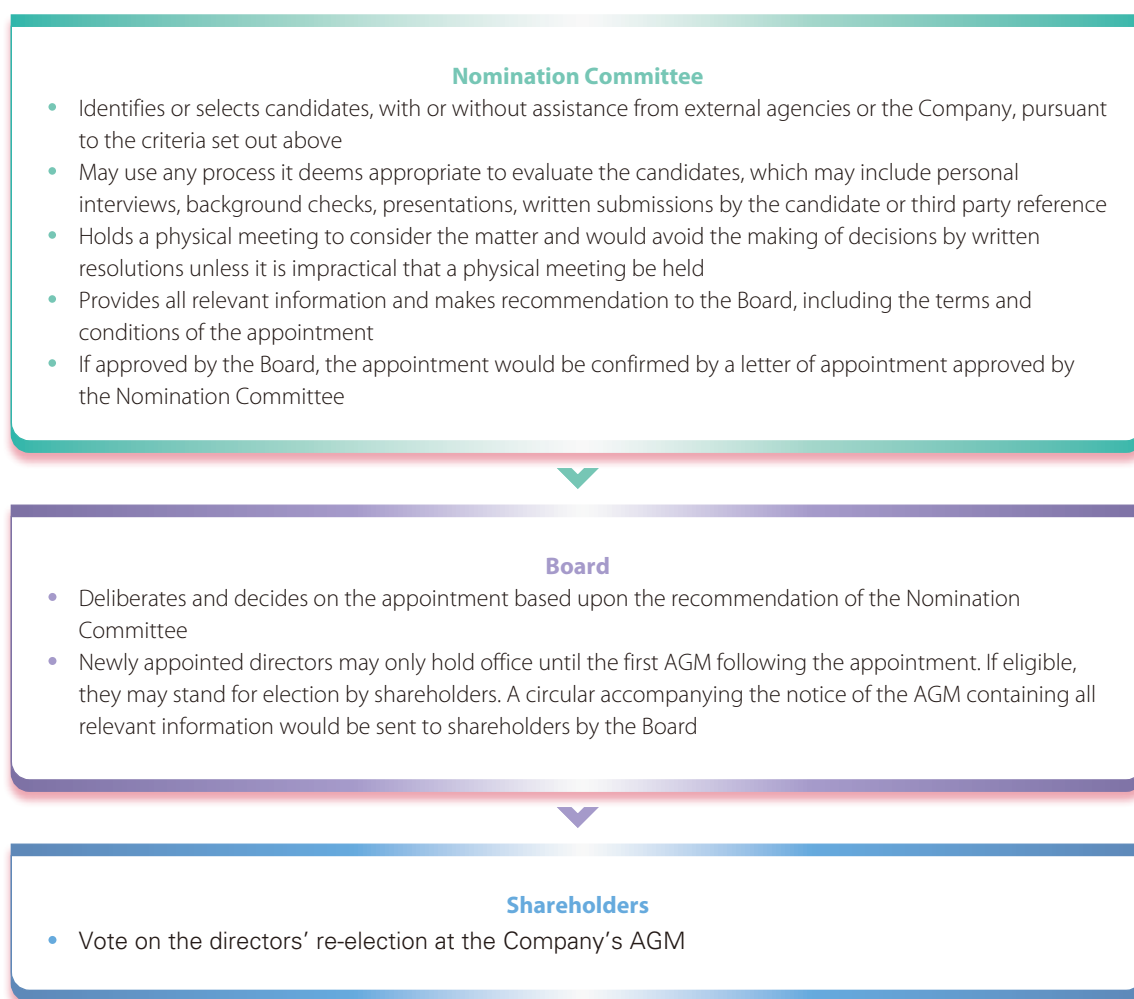 Nomination Committee
• Identifies or selects candidates, with or without assistance from external agencies or the Company, pursuant
to the criteria set out above
• May use any process it deems appropriate to evaluate the candidates, which may include personal
interviews, background checks, presentations, written submissions by the candidate or third party reference
• Holds a physical meeting to consider the matter and would avoid the making of decisions by written
resolutions unless it is impractical that a physical meeting be held
• Provides all relevant information and makes recommendation to the Board, including the terms and
conditions of the appointment
• If approved by the Board, the appointment would be confirmed by a letter of appointment approved by
the Nomination Committee
Board
• Deliberates and decides on the appointment based upon the recommendation of the Nomination
Committee
• Newly appointed directors may only hold office until the first AGM following the appointment. If eligible,
they may stand for election by shareholders. A circular accompanying the notice of the AGM containing all
relevant information would be sent to shareholders by the Board
Shareholders
• Vote on the directors’ re-election at the Company’s AGM